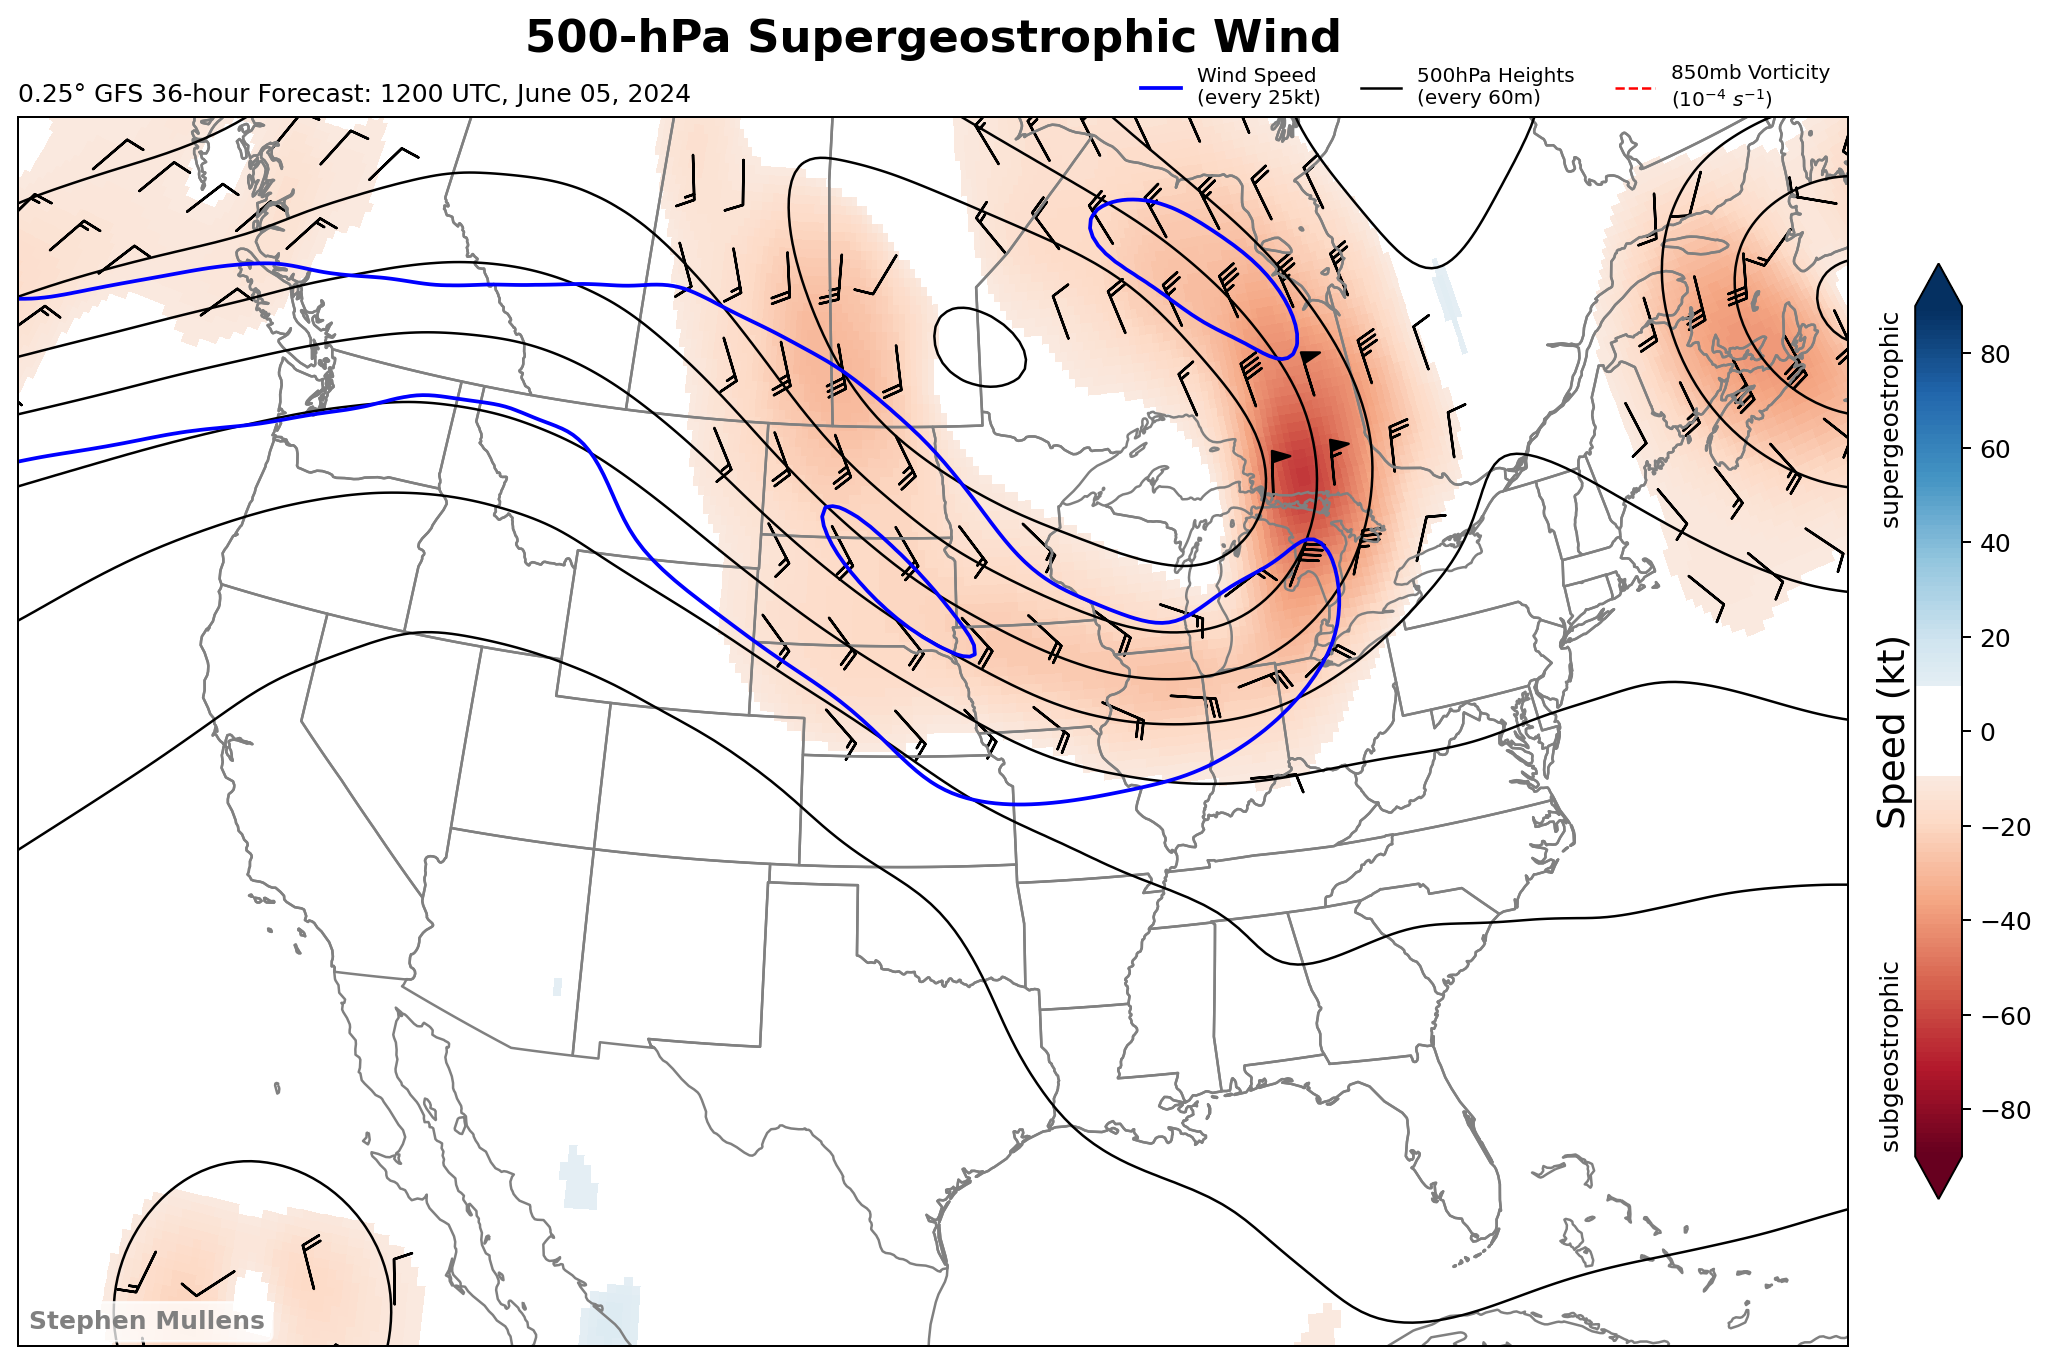 500-hPa Supergeostrophic Wind
0.25° GFS 36-hour Forecast: 1200 UTC, June 05, 2024
Wind Speed
(every 25kt)
500hPa Heights
(every 60m)
850mb Vorticity
(10⁻⁴ s⁻¹)
supergeostrophic
Speed (kt)
subgeostrophic
80
60
40
20
0
−20
−40
−60
−80
Stephen Mullens